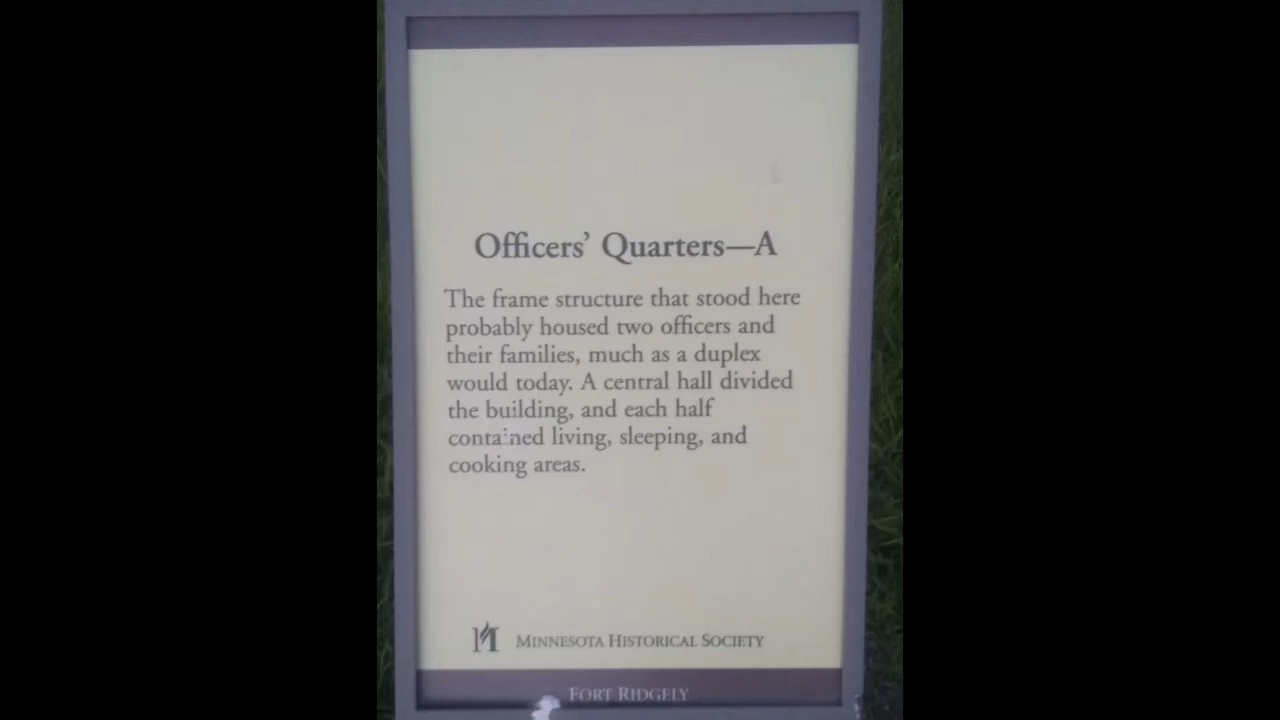 Officers’ Quarters—A
The frame structure that stood here
probably housed two officers and
their families, much as a duplex
would today. A central hall divided
the building, and each half
contained living, sleeping, and
cooking areas.
MINNESOTA HISTORICAL SOCIETY
FORT RIDGELY